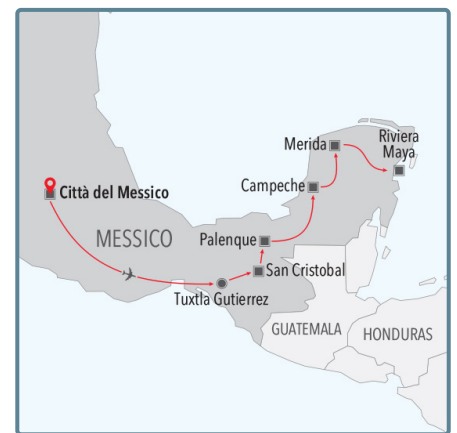 Merida
Riviera
Maya
Campeche
Città del Messico
MESSICO
Palenque
San Cristobal
Tuxtla Gutierrez
GUATEMALA
HONDURAS